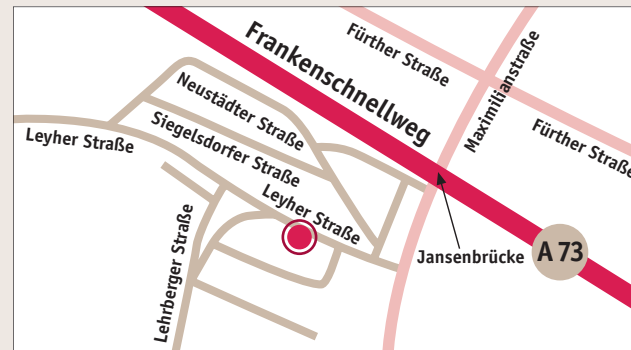 Fürther Straße
Frankenschnellweg
Maximilianstraße
Neustädter Straße
Siegelsdorfer Straße
Leyher Straße
Fürther Straße
Leyher Straße
Lehrberger Straße
Jansenbrücke
A 73